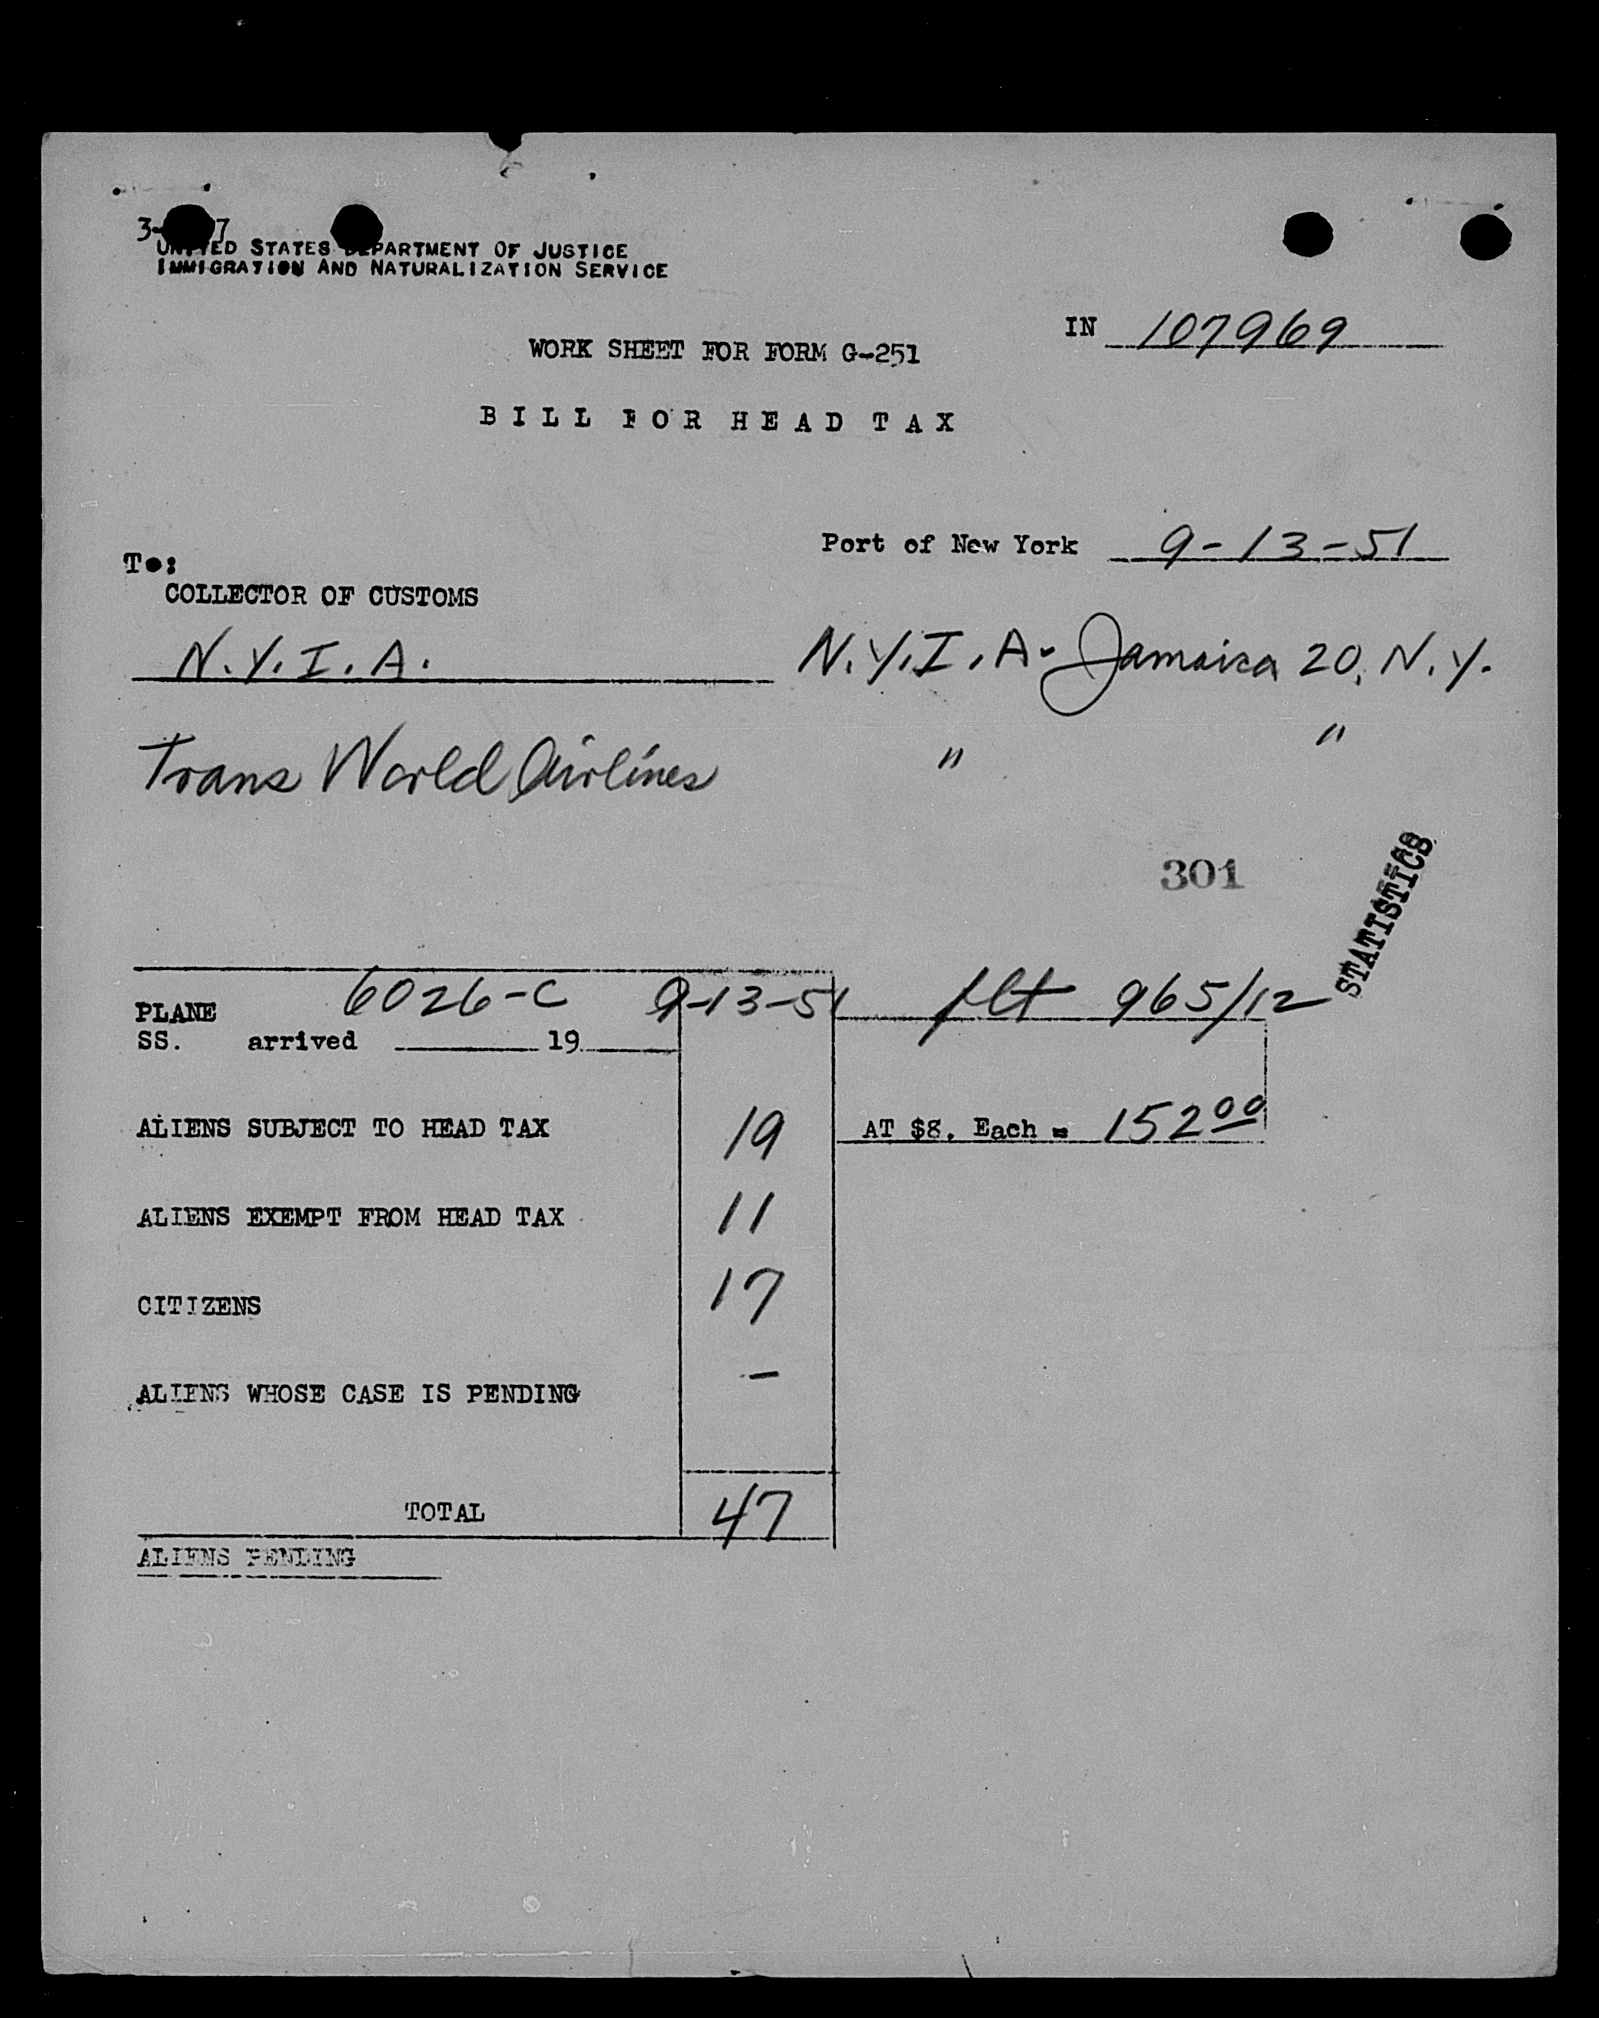 UNITED STATES DEPARTMENT OF JUSTICE
IMMIGRATION AND NATURALIZATION SERVICE
IN 107969
WORK SHEET FOR FORM G-251
BILL FOR HEAD TAX
Port of New York 9-13-51
To:
COLLECTOR OF CUSTOMS
N.Y.I.A. N.Y.I.A. Jamaica 20, N.Y.
Trans World Airlines " "
301
STATISTICS
PLANE 6026-C 9-13-51 flt 965/12
SS. arrived 19
ALIENS SUBJECT TO HEAD TAX 19 AT $8. Each = 152 00
ALIENS EXEMPT FROM HEAD TAX 11
CITIZENS 17
ALIENS WHOSE CASE IS PENDING -
TOTAL 47
ALIENS PENDING